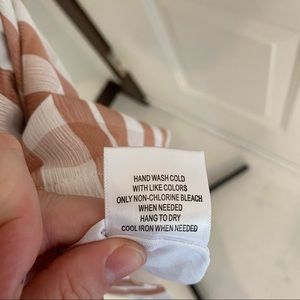 HAND WASH COLD
WITH LIKE COLORS
ONLY NON-CHLORINE BLEACH
WHEN NEEDED
HANG TO DRY
COOL IRON WHEN NEEDED